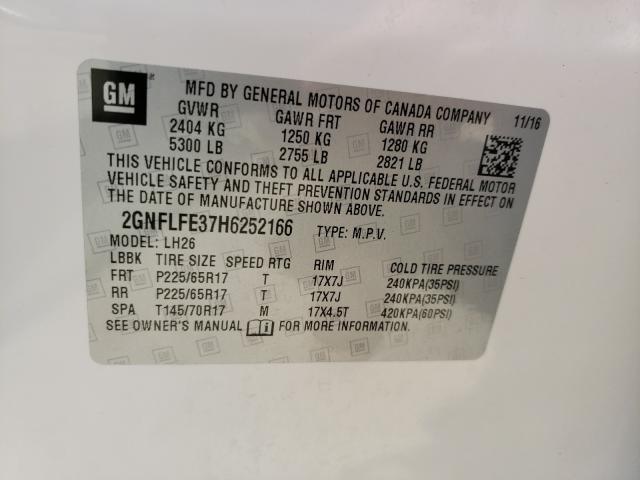 GM
MFD BY GENERAL MOTORS OF CANADA COMPANY
GVWR GAWR FRT GAWR RR 11/16
2404 KG 1250 KG 1280 KG
5300 LB 2755 LB 2821 LB
THIS VEHICLE CONFORMS TO ALL APPLICABLE U.S. FEDERAL MOTOR
VEHICLE SAFETY AND THEFT PREVENTION STANDARDS IN EFFECT ON
THE DATE OF MANUFACTURE SHOWN ABOVE.
2GNFLFE37H6252166 TYPE: M.P.V.
MODEL: LH26
LBBK TIRE SIZE SPEED RTG RIM COLD TIRE PRESSURE
FRT P225/65R17 T 17X7J 240KPA(35PSI)
RR P225/65R17 T 17X7J 240KPA(35PSI)
SPA T145/70R17 M 17X4.5T 420KPA(60PSI)
SEE OWNER'S MANUAL FOR MORE INFORMATION.